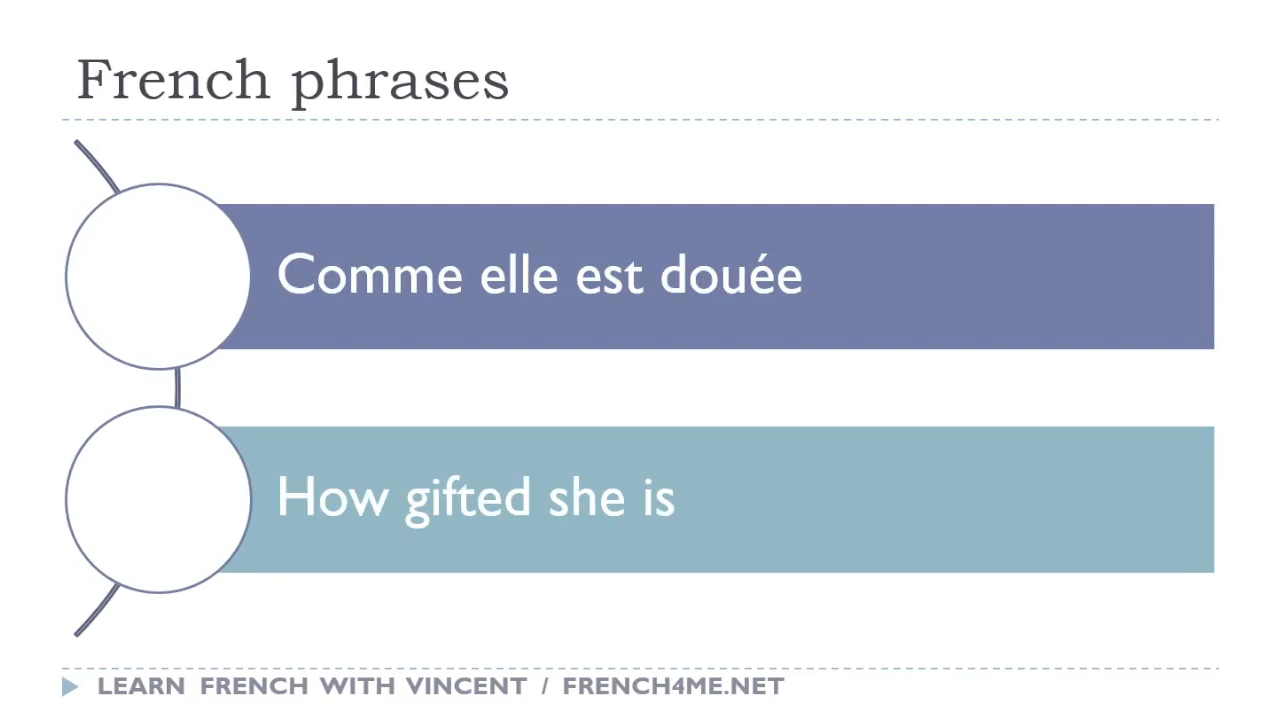 French phrases
Comme elle est douée
How gifted she is
LEARN FRENCH WITH VINCENT / FRENCH4ME.NET